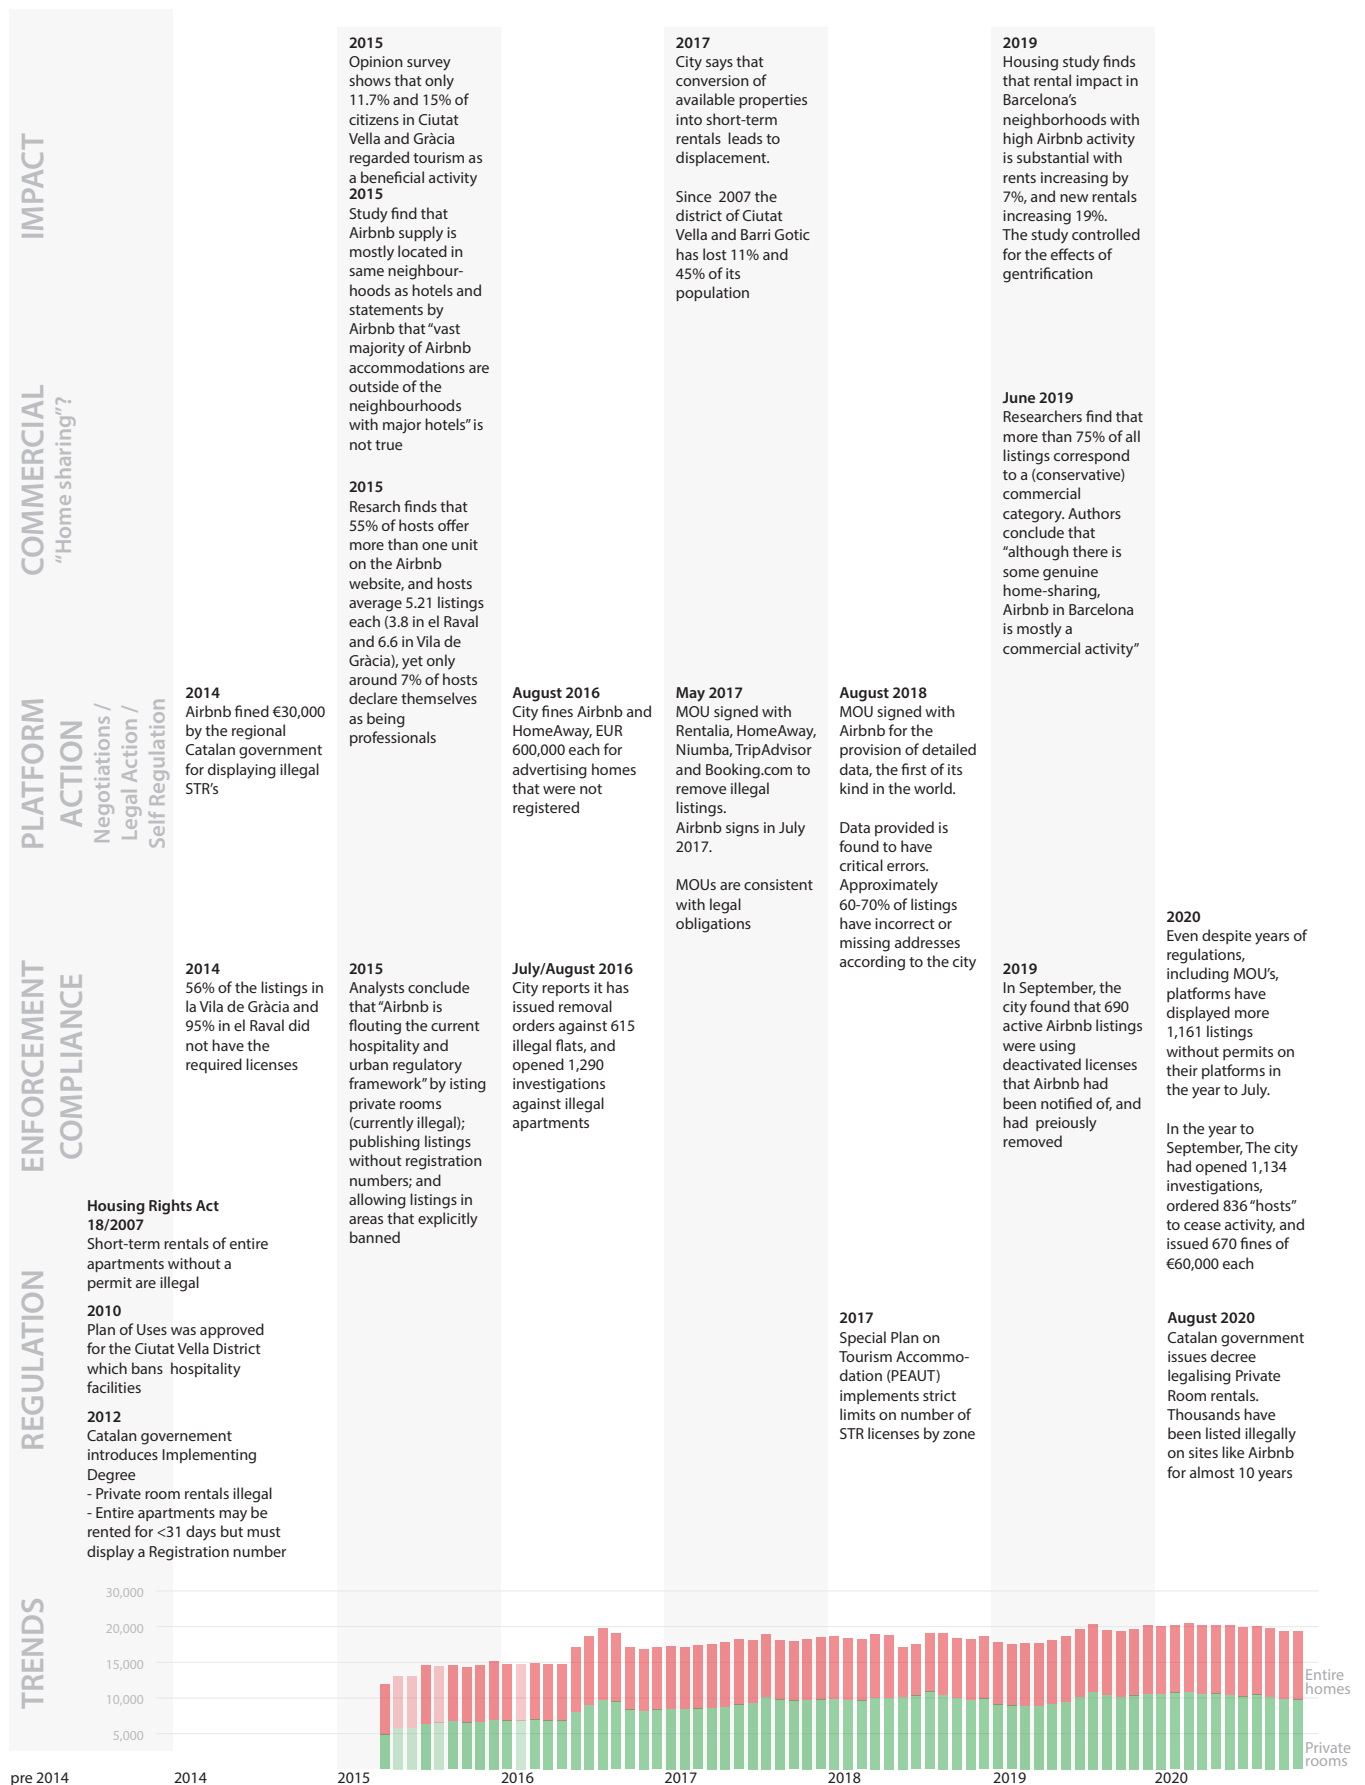 IMPACT
2015
Opinion survey
shows that only
11.7% and 15% of
citizens in Ciutat
Vella and Gràcia
regarded tourism as
a beneficial activity
2015
Study find that
Airbnb supply is
mostly located in
same neighbour-
hoods as hotels and
statements by
Airbnb that “vast
majority of Airbnb
accommodations are
outside of the
neighbourhoods
with major hotels” is
not true
2017
City says that
conversion of
available properties
into short-term
rentals leads to
displacement.
Since 2007 the
district of Ciutat
Vella and Barri Gotic
has lost 11% and
45% of its
population
2019
Housing study finds
that rental impact in
Barcelona’s
neighborhoods with
high Airbnb activity
is substantial with
rents increasing by
7%, and new rentals
increasing 19%.
The study controlled
for the effects of
gentrification
COMMERCIAL
“Home sharing”?
2015
Resarch finds that
55% of hosts offer
more than one unit
on the Airbnb
website, and hosts
average 5.21 listings
each (3.8 in el Raval
and 6.6 in Vila de
Gràcia), yet only
around 7% of hosts
declare themselves
as being
professionals
June 2019
Researchers find that
more than 75% of all
listings correspond
to a (conservative)
commercial
category. Authors
conclude that
“although there is
some genuine
home-sharing,
Airbnb in Barcelona
is mostly a
commercial activity”
PLATFORM
ACTION
Negotiations /
Legal Action /
Self Regulation
2014
Airbnb fined €30,000
by the regional
Catalan government
for displaying illegal
STR’s
August 2016
City fines Airbnb and
HomeAway, EUR
600,000 each for
advertising homes
that were not
registered
May 2017
MOU signed with
Rentalia, HomeAway,
Niumba, TripAdvisor
and Booking.com to
remove illegal
listings.
Airbnb signs in July
2017.
MOUs are consistent
with legal
obligations
August 2018
MOU signed with
Airbnb for the
provision of detailed
data, the first of its
kind in the world.
Data provided is
found to have
critical errors.
Approximately
60-70% of listings
have incorrect or
missing addresses
according to the city
ENFORCEMENT
COMPLIANCE
2014
56% of the listings in
la Vila de Gràcia and
95% in el Raval did
not have the
required licenses
2015
Analysts conclude
that “Airbnb is
flouting the current
hospitality and
urban regulatory
framework” by isting
private rooms
(currently illegal);
publishing listings
without registration
numbers; and
allowing listings in
areas that explicitly
banned
July/August 2016
City reports it has
issued removal
orders against 615
illegal flats, and
opened 1,290
investigations
against illegal
apartments
2019
In September, the
city found that 690
active Airbnb listings
were using
deactivated licenses
that Airbnb had
been notified of, and
had preiously
removed
2020
Even despite years of
regulations,
including MOU’s,
platforms have
displayed more
1,161 listings
without permits on
their platforms in
the year to July.
In the year to
September, The city
had opened 1,134
investigations,
ordered 836 “hosts”
to cease activity, and
issued 670 fines of
€60,000 each
REGULATION
Housing Rights Act
18/2007
Short-term rentals of entire
apartments without a
permit are illegal
2010
Plan of Uses was approved
for the Ciutat Vella District
which bans hospitality
facilities
2012
Catalan governement
introduces Implementing
Degree
- Private room rentals illegal
- Entire apartments may be
rented for <31 days but must
display a Registration number
2017
Special Plan on
Tourism Accommo-
dation (PEAUT)
implements strict
limits on number of
STR licenses by zone
August 2020
Catalan government
issues decree
legalising Private
Room rentals.
Thousands have
been listed illegally
on sites like Airbnb
for almost 10 years
TRENDS
30,000
20,000
15,000
10,000
5,000
Entire
homes
Private
rooms
pre 2014
2014
2015
2016
2017
2018
2019
2020